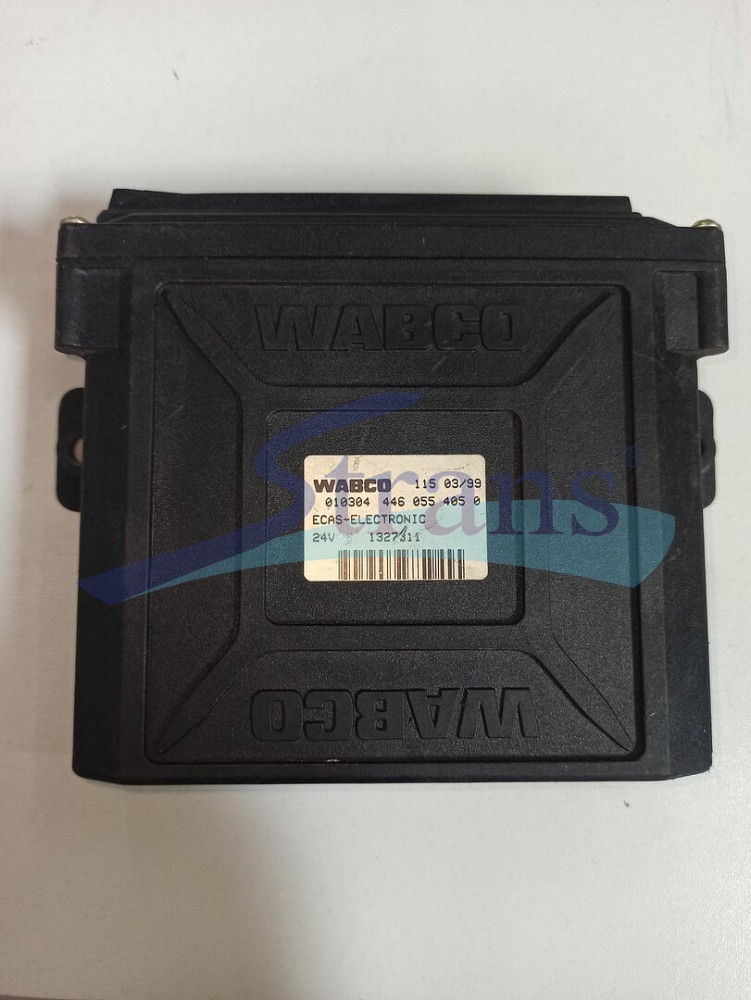 WABCO
WABCO 115 03/99
010304 446 055 405 0
ECAS-ELECTRONIC
24V 1327311
WABCO
Strans®